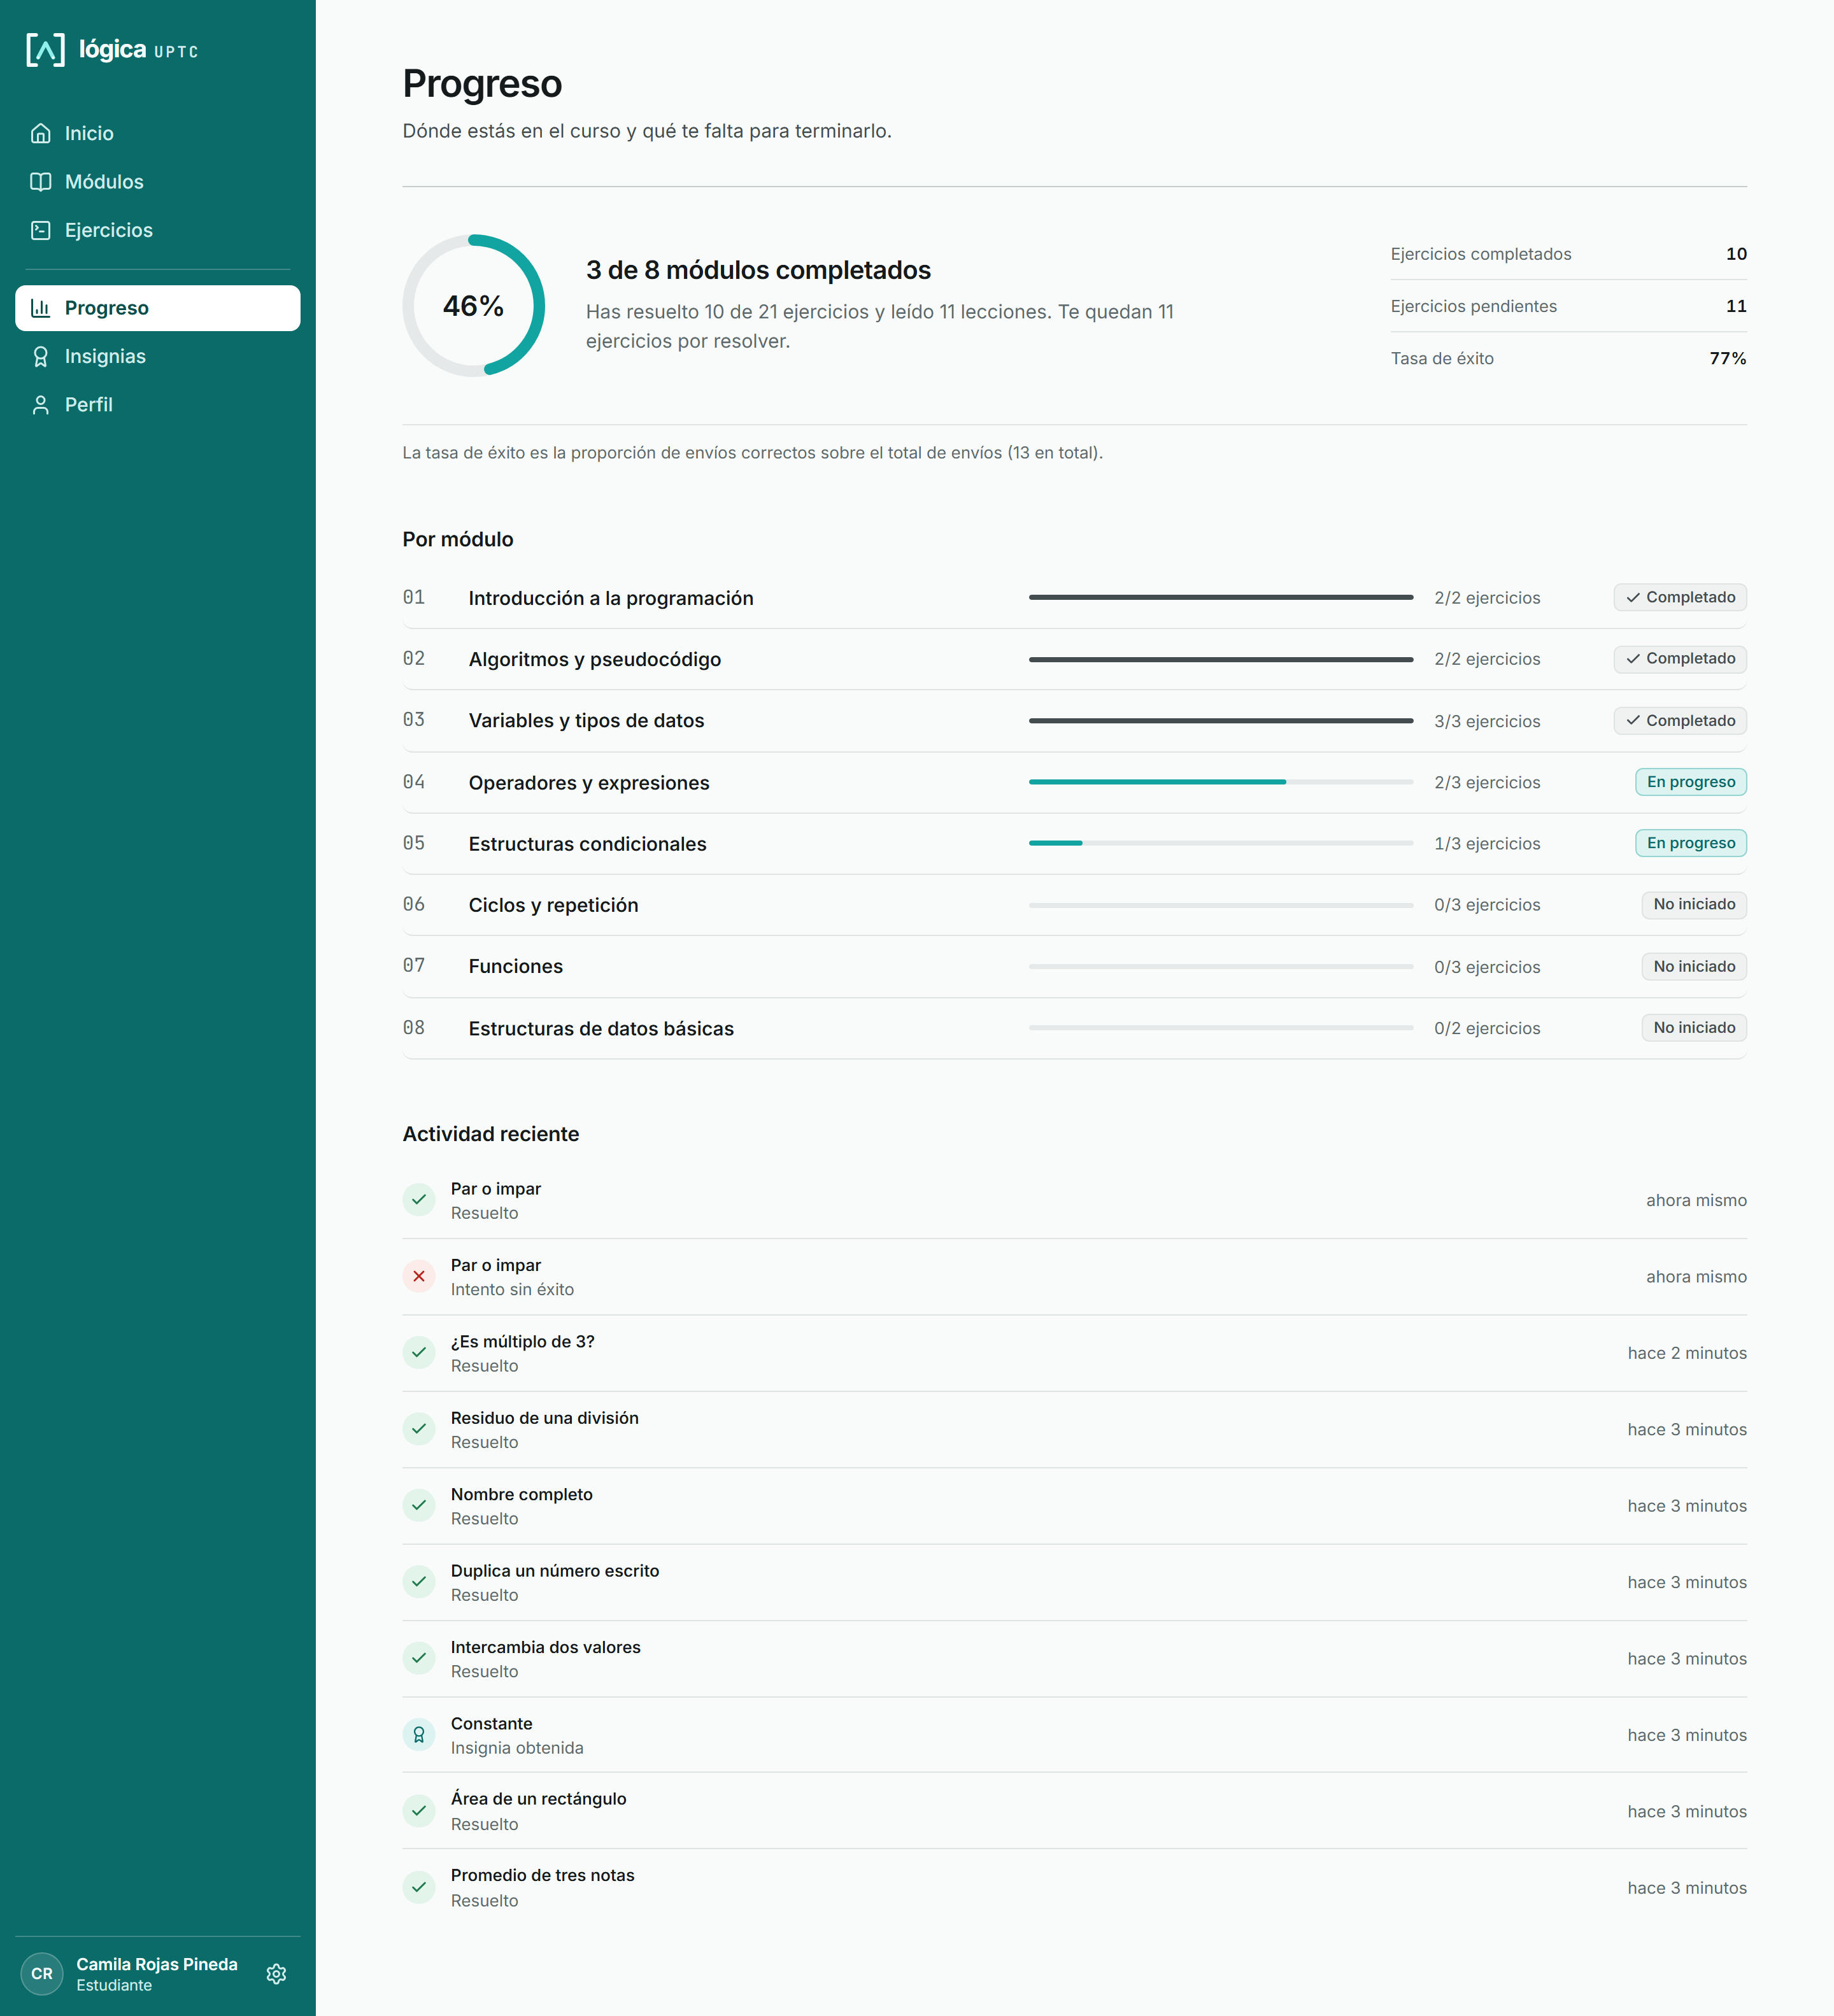 lógica UPTC
Inicio
Módulos
Ejercicios
Progreso
Insignias
Perfil
Camila Rojas Pineda
CR
Estudiante
Progreso
Dónde estás en el curso y qué te falta para terminarlo.
46%
3 de 8 módulos completados
Has resuelto 10 de 21 ejercicios y leído 11 lecciones. Te quedan 11
ejercicios por resolver.
Ejercicios completados 10
Ejercicios pendientes 11
Tasa de éxito 77%
La tasa de éxito es la proporción de envíos correctos sobre el total de envíos (13 en total).
Por módulo
01 Introducción a la programación 2/2 ejercicios Completado
02 Algoritmos y pseudocódigo 2/2 ejercicios Completado
03 Variables y tipos de datos 3/3 ejercicios Completado
04 Operadores y expresiones 2/3 ejercicios En progreso
05 Estructuras condicionales 1/3 ejercicios En progreso
06 Ciclos y repetición 0/3 ejercicios No iniciado
07 Funciones 0/3 ejercicios No iniciado
08 Estructuras de datos básicas 0/2 ejercicios No iniciado
Actividad reciente
Par o impar
Resuelto
ahora mismo
Par o impar
Intento sin éxito
ahora mismo
¿Es múltiplo de 3?
Resuelto
hace 2 minutos
Residuo de una división
Resuelto
hace 3 minutos
Nombre completo
Resuelto
hace 3 minutos
Duplica un número escrito
Resuelto
hace 3 minutos
Intercambia dos valores
Resuelto
hace 3 minutos
Constante
Insignia obtenida
hace 3 minutos
Área de un rectángulo
Resuelto
hace 3 minutos
Promedio de tres notas
Resuelto
hace 3 minutos